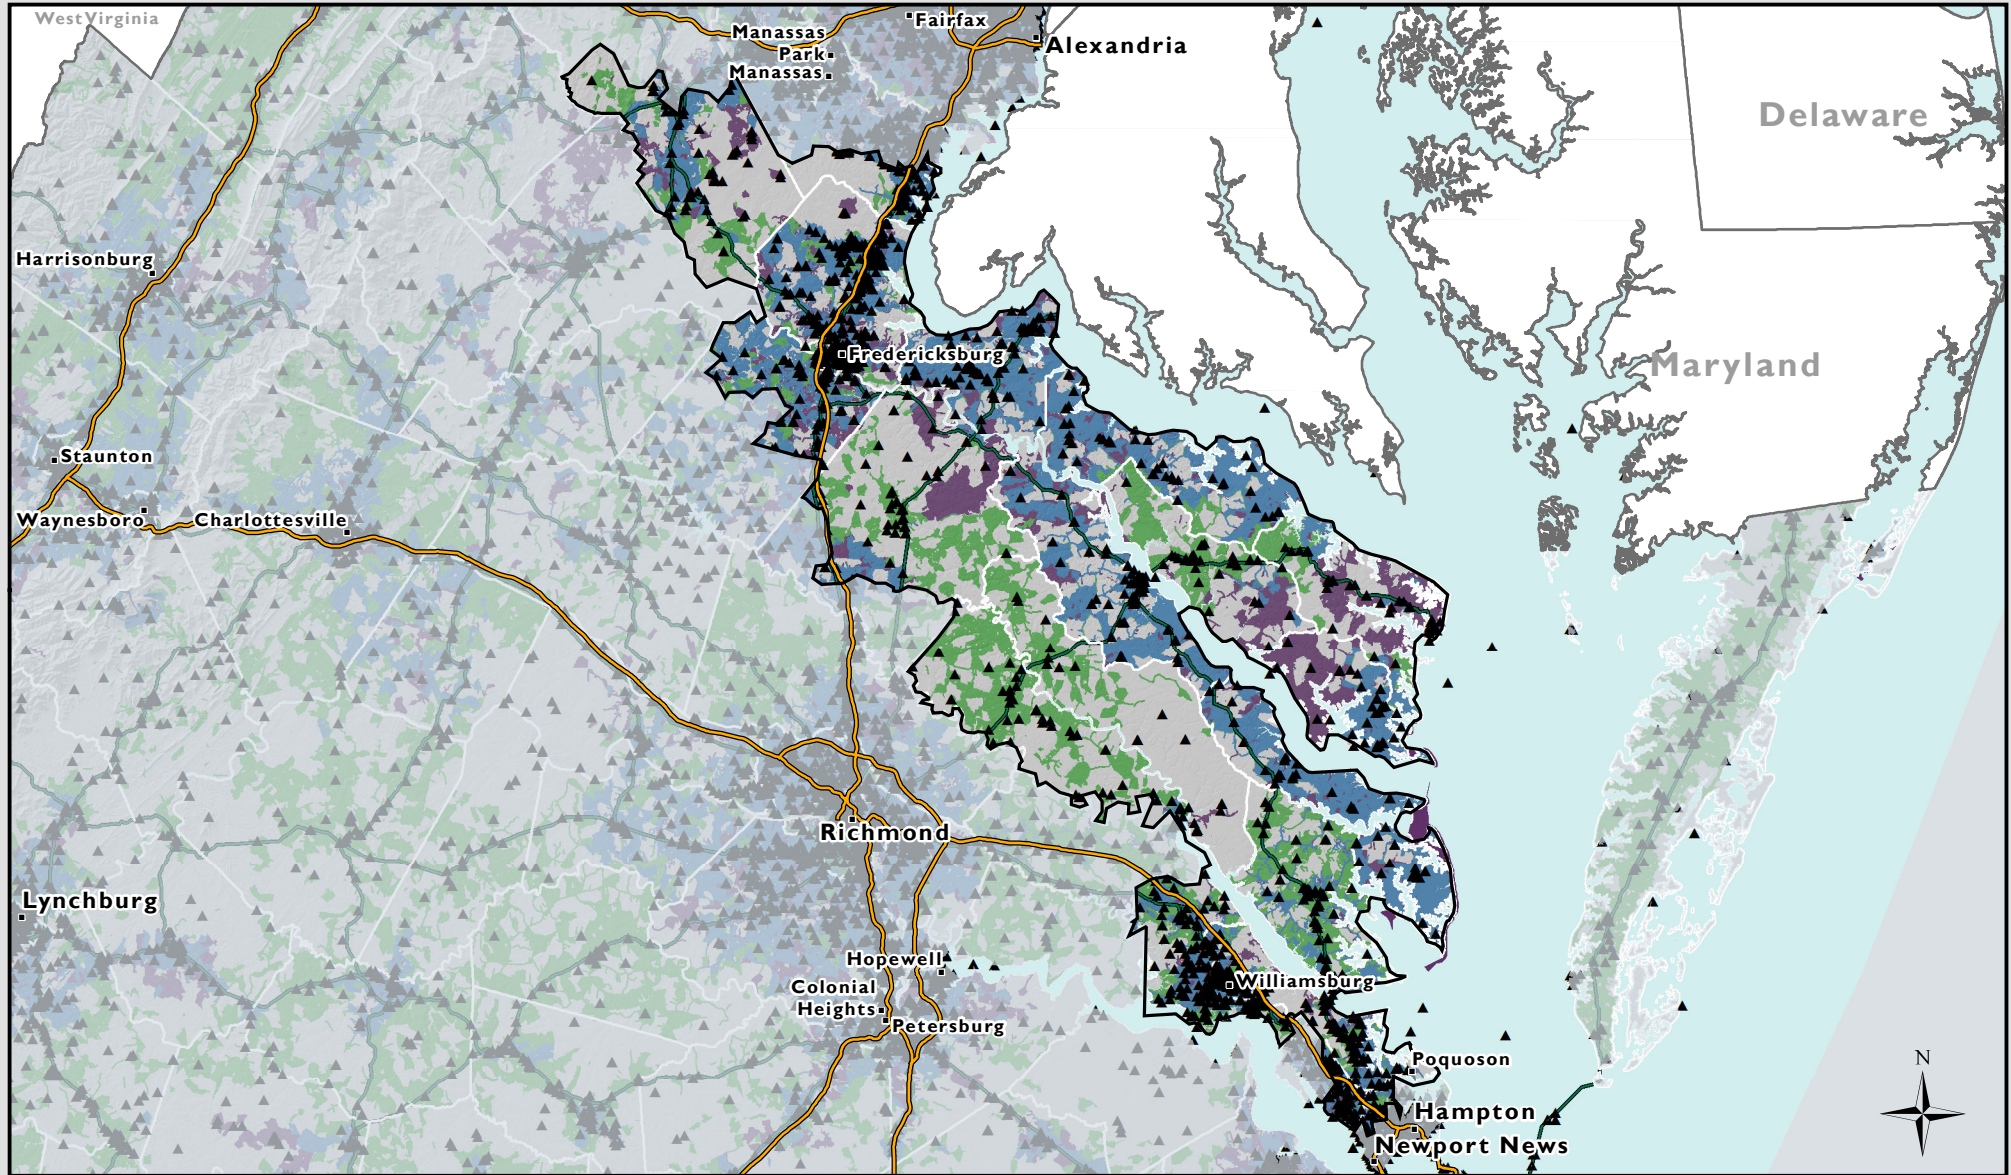 West Virginia
Fairfax
Manassas
Park
Alexandria
Manassas
Delaware
Harrisonburg
Fredericksburg
Maryland
Staunton
Waynesboro
Charlottesville
Richmond
Lynchburg
Hopewell
Williamsburg
Colonial
Heights
Petersburg
Poquoson
N
Hampton
Newport News